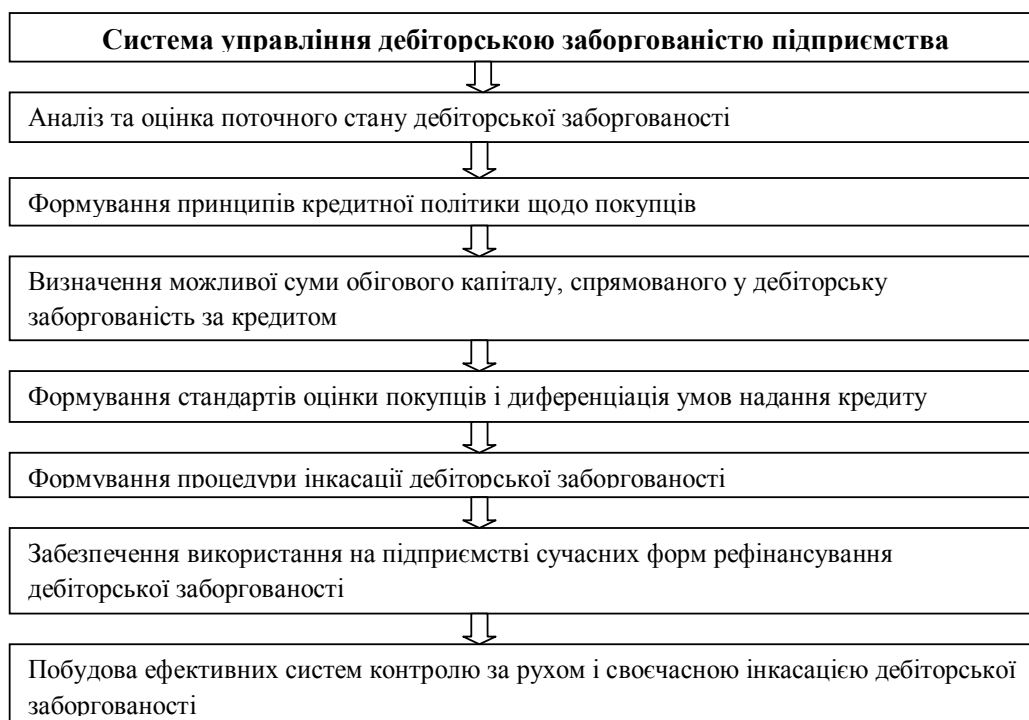 Система управління дебіторською заборгованістю підприємства
Аналіз та оцінка поточного стану дебіторської заборгованості
Формування принципів кредитної політики щодо покупців
Визначення можливої суми обігового капіталу, спрямованого у дебіторську
заборгованість за кредитом
Формування стандартів оцінки покупців і диференціація умов надання кредиту
Формування процедури інкасації дебіторської заборгованості
Забезпечення використання на підприємстві сучасних форм рефінансування
дебіторської заборгованості
Побудова ефективних систем контролю за рухом і своєчасною інкасацією дебіторської
заборгованості